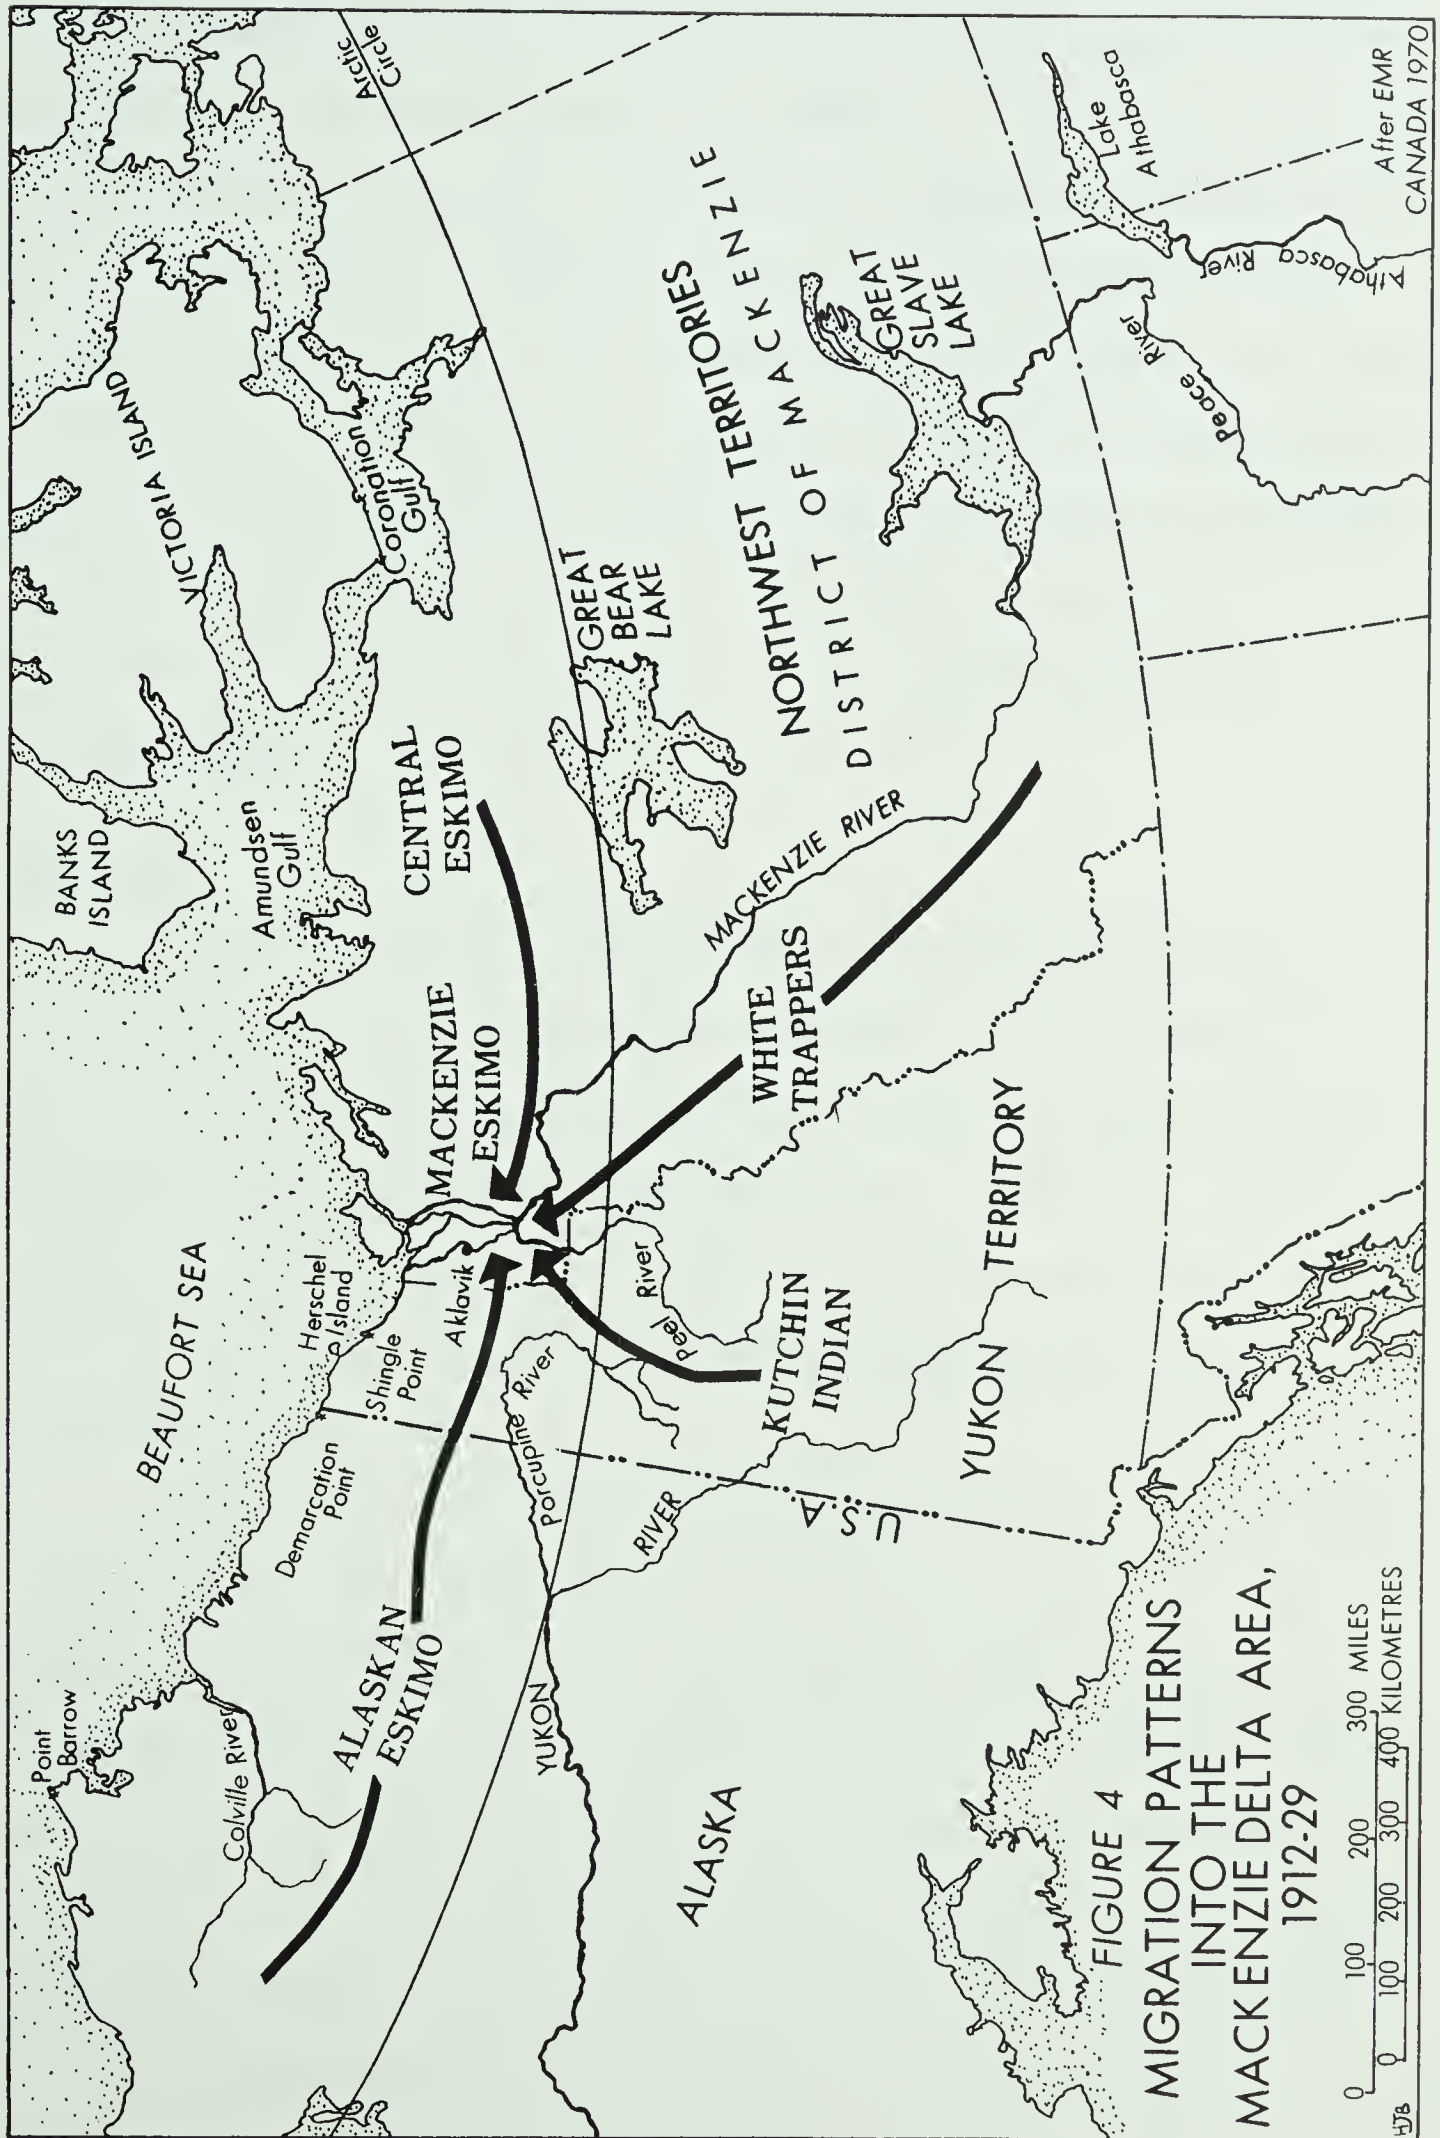 Point
Barrow
Colville River
BEAUFORT SEA
BANKS
ISLAND
VICTORIA ISLAND
Amundsen
Gulf
Coronation
Gulf
Arctic
Circle
Demarcation
Point
Herschel
Island
Shingle
Point
Aklavik
ALASKAN
ESKIMO
MACKENZIE
ESKIMO
CENTRAL
ESKIMO
GREAT
BEAR
LAKE
YUKON
RIVER
Porcupine River
Peel River
KUTCHIN
INDIAN
WHITE
TRAPPERS
MACKENZIE RIVER
NORTHWEST TERRITORIES
DISTRICT OF MACKENZIE
GREAT
SLAVE
LAKE
ALASKA
U.S.A.
YUKON TERRITORY
Peace River
Athabasca River
Lake
Athabasca
FIGURE 4
MIGRATION PATTERNS
INTO THE
MACKENZIE DELTA AREA,
1912-29
0 100 200 300 MILES
0 100 200 300 400 KILOMETRES
HJB
After EMR
CANADA 1970